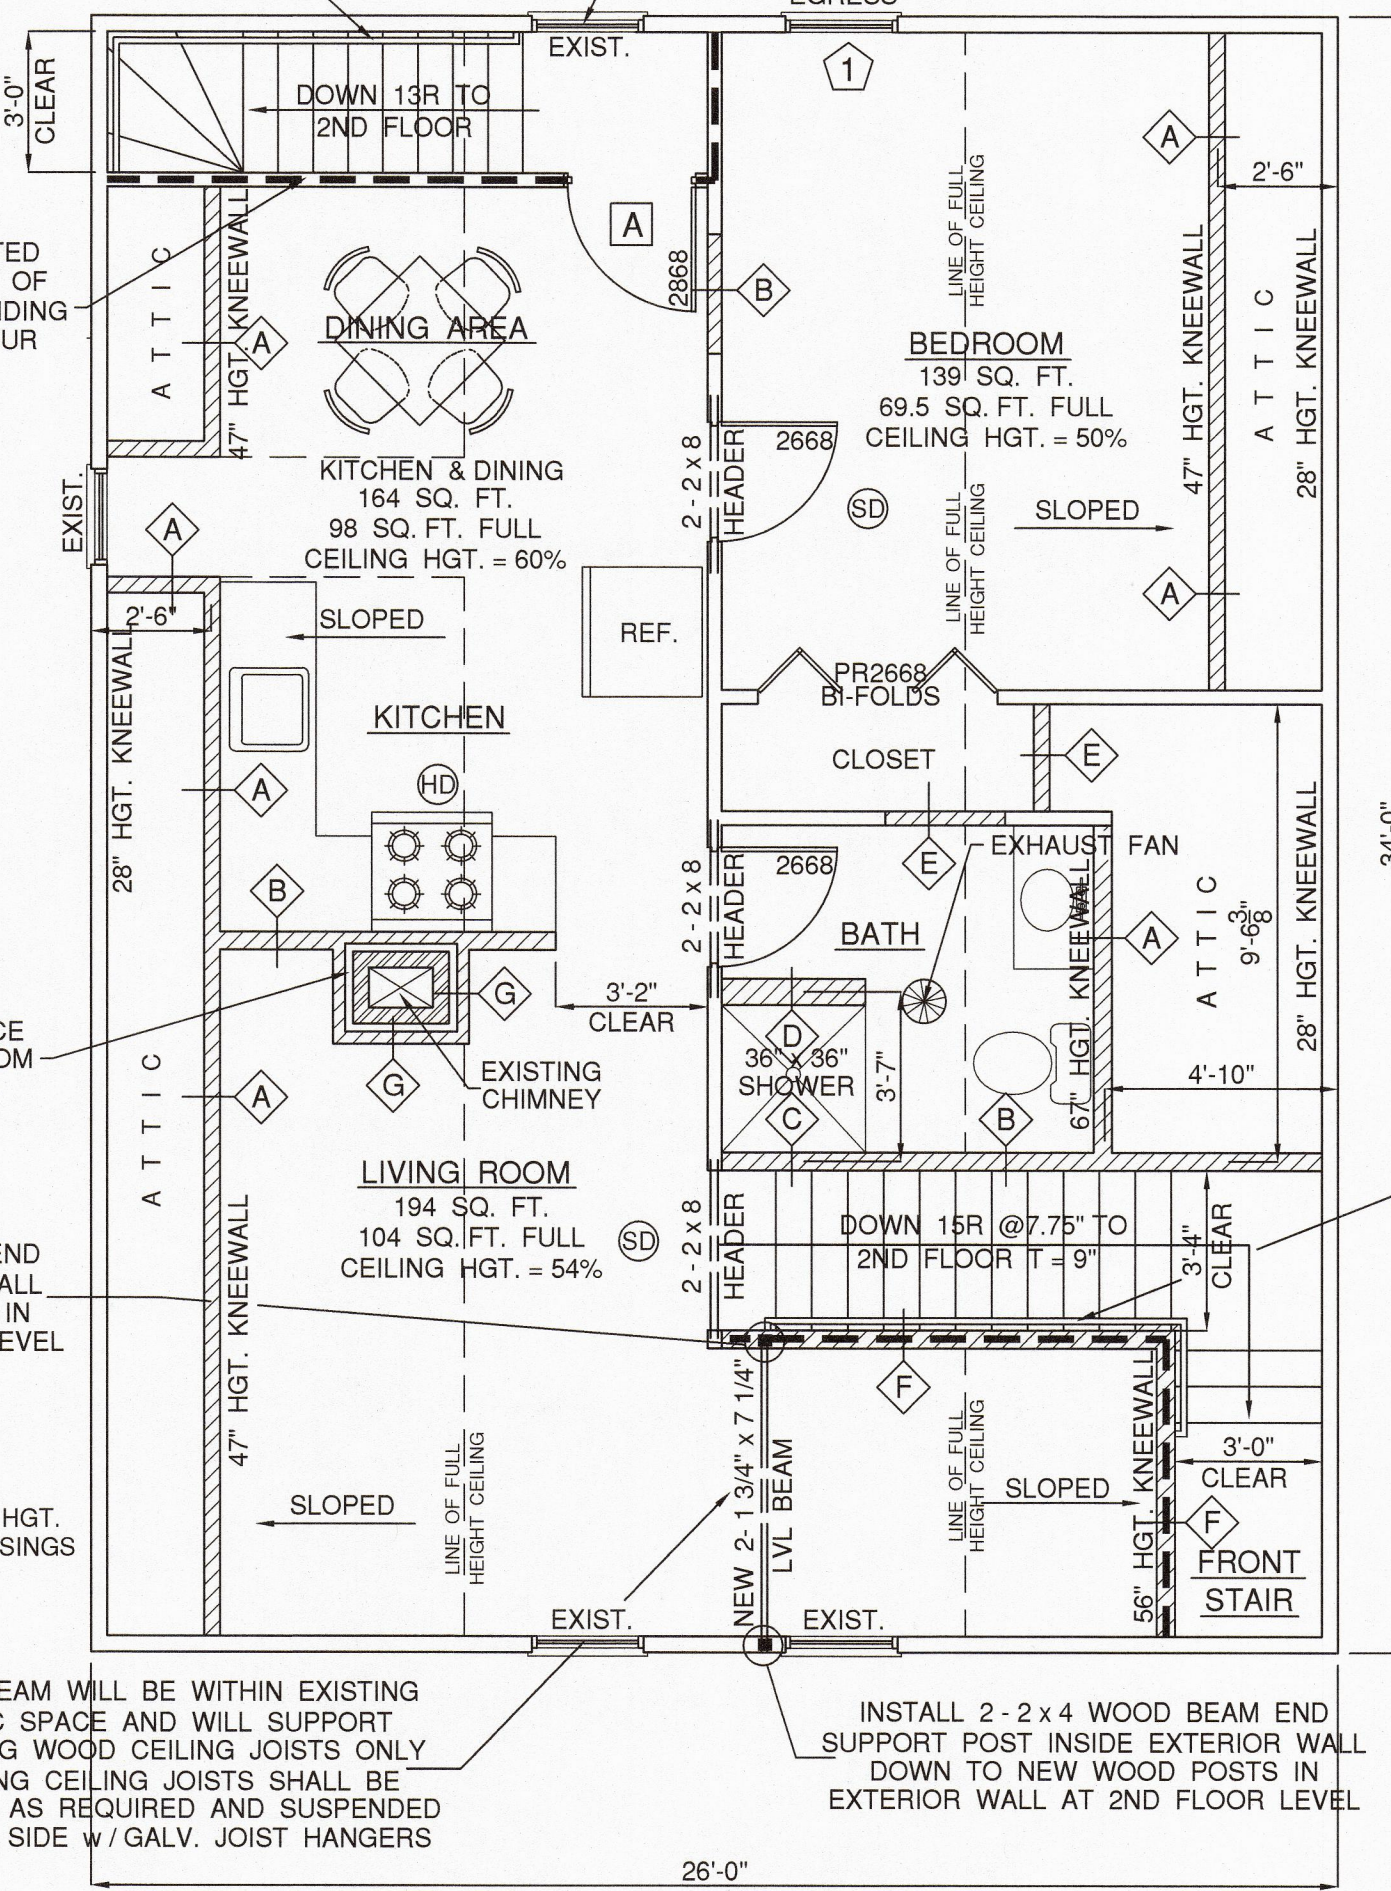 EGRESS
EXIST.
1
3'-0"
CLEAR
DOWN 13R TO
2ND FLOOR
A
2'-6"
LINE OF FULL
HEIGHT CEILING
A
2868
B
TED
OF
IDING
UR
ATTIC
47" HGT. KNEEWALL
A
DINING AREA
BEDROOM
139 SQ. FT.
69.5 SQ. FT. FULL
CEILING HGT. = 50%
47" HGT. KNEEWALL
ATTIC
28" HGT. KNEEWALL
2668
2 - 2 x 8
HEADER
KITCHEN & DINING
164 SQ. FT.
98 SQ. FT. FULL
CEILING HGT. = 60%
EXIST.
A
SD
SLOPED
LINE OF FULL
HEIGHT CEILING
A
2'-6"
SLOPED
REF.
28" HGT. KNEEWALL
PR2668
BI-FOLDS
KITCHEN
CLOSET
E
HD
A
34'-0"
2668
E
EXHAUST FAN
B
2 - 2 x 8
HEADER
BATH
A
ATTIC
9'-6 3/8"
28" HGT. KNEEWALL
67" HGT. KNEEWALL
G
3'-2"
CLEAR
CE
OM
D
36" x 36"
SHOWER
3'-7"
4'-10"
EXISTING
CHIMNEY
G
A
C
B
ATTIC
LIVING ROOM
194 SQ. FT.
104 SQ. FT. FULL
CEILING HGT. = 54%
SD
2 - 2 x 8
HEADER
DOWN 15R @7.75" TO
2ND FLOOR T = 9"
3'-4"
CLEAR
END
ALL
IN
EVEL
47" HGT. KNEEWALL
F
NEW 2- 1 3/4" x 7 1/4"
LVL BEAM
LINE OF FULL
HEIGHT CEILING
LINE OF FULL
HEIGHT CEILING
56" HGT. KNEEWALL
3'-0"
CLEAR
SLOPED
SLOPED
HGT.
SINGS
F
FRONT
STAIR
EXIST.
EXIST.
EAM WILL BE WITHIN EXISTING
C SPACE AND WILL SUPPORT
G WOOD CEILING JOISTS ONLY
NG CEILING JOISTS SHALL BE
AS REQUIRED AND SUSPENDED
SIDE w / GALV. JOIST HANGERS
INSTALL 2 - 2 x 4 WOOD BEAM END
SUPPORT POST INSIDE EXTERIOR WALL
DOWN TO NEW WOOD POSTS IN
EXTERIOR WALL AT 2ND FLOOR LEVEL
26'-0"